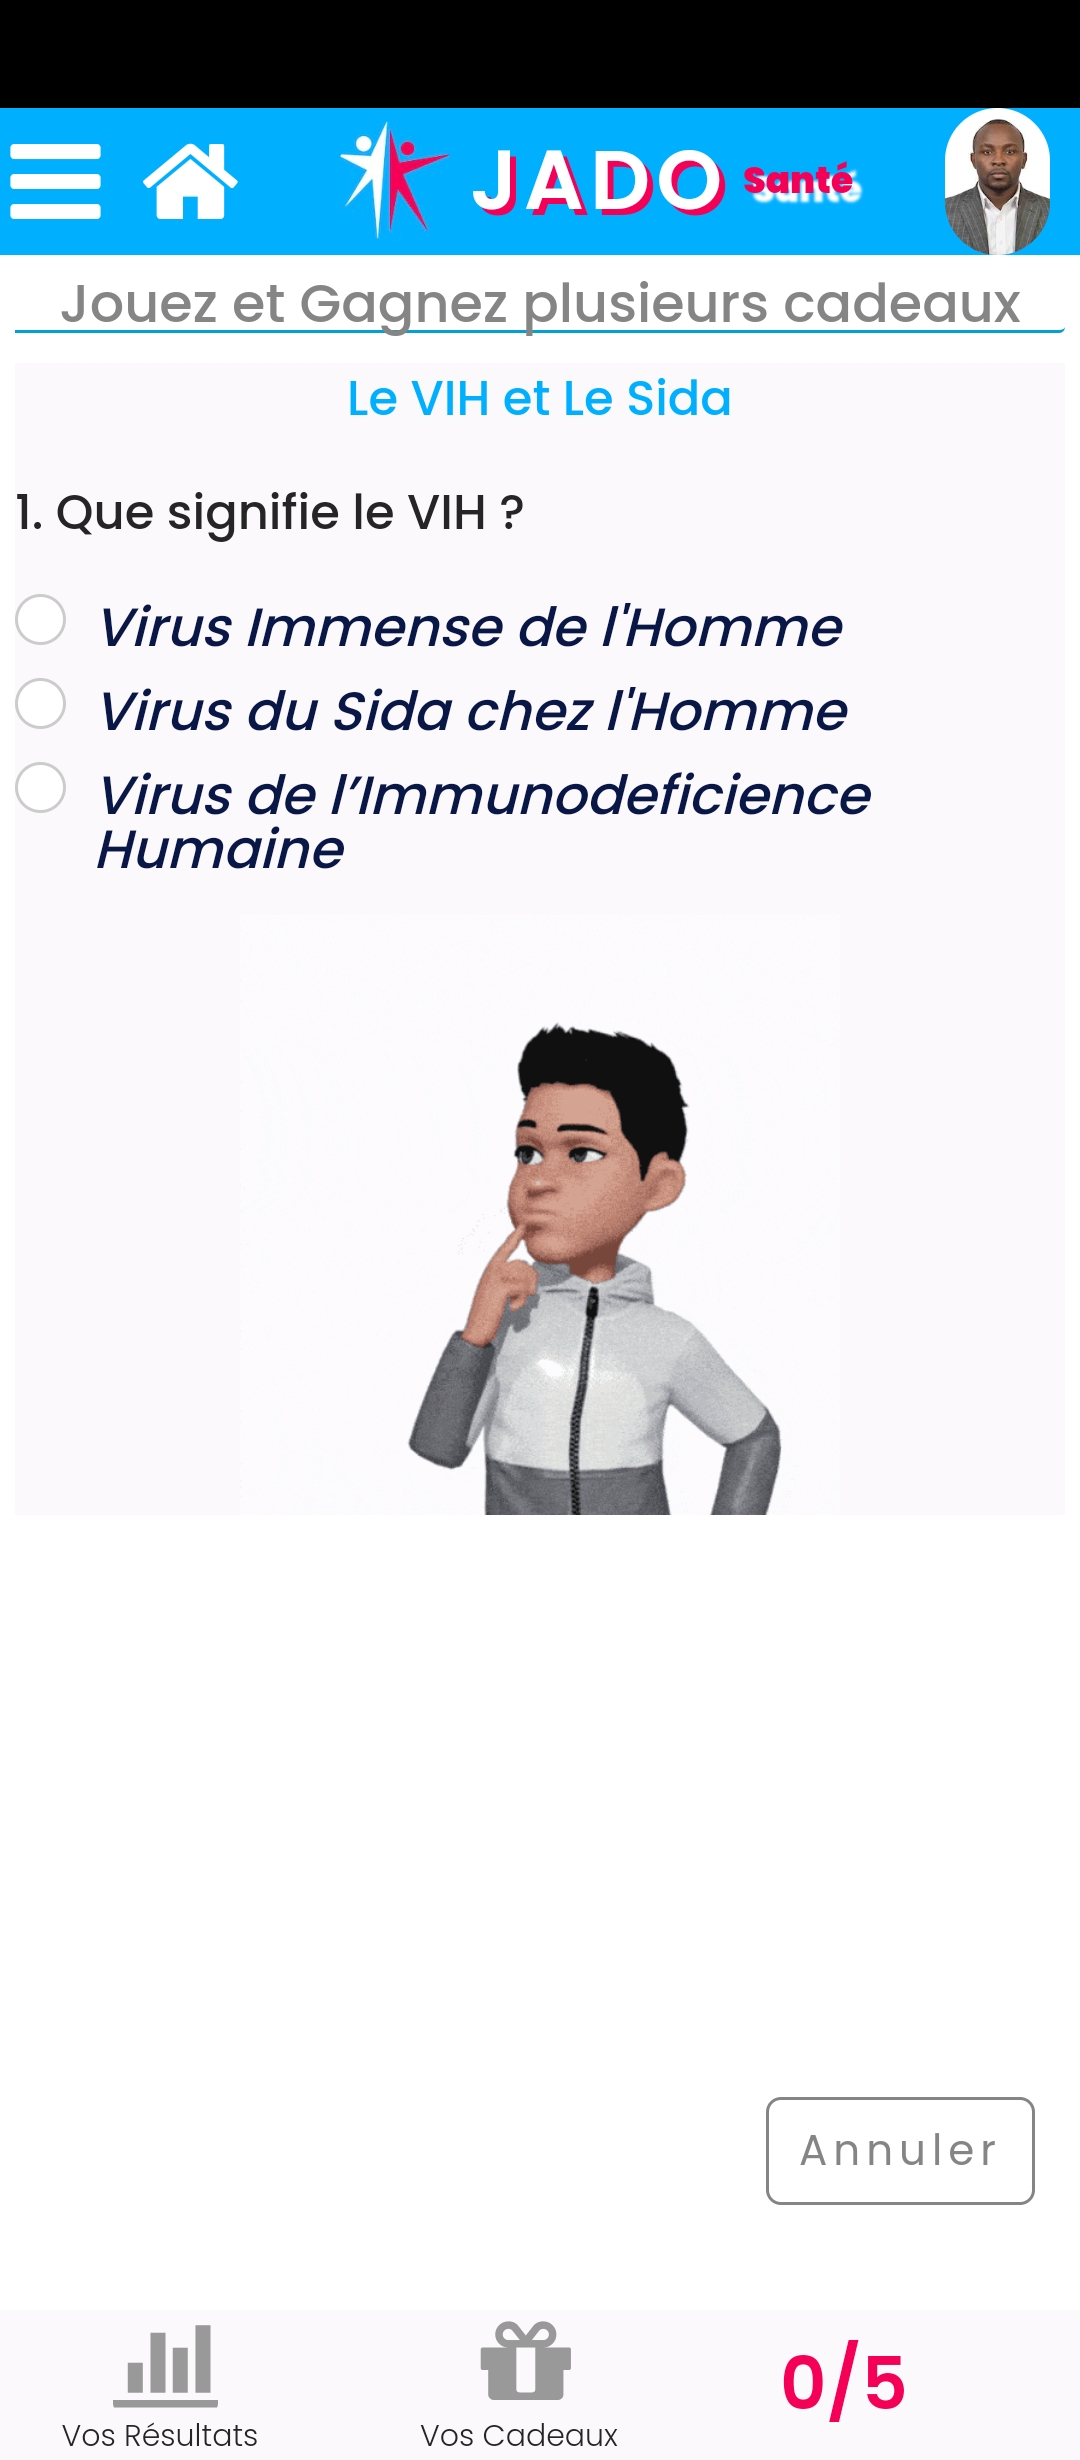 JADO Santé
Jouez et Gagnez plusieurs cadeaux
Le VIH et Le Sida
1. Que signifie le VIH ?
Virus Immense de l'Homme
Virus du Sida chez l'Homme
Virus de l’Immunodeficience
Humaine
Annuler
0/5
Vos Résultats
Vos Cadeaux